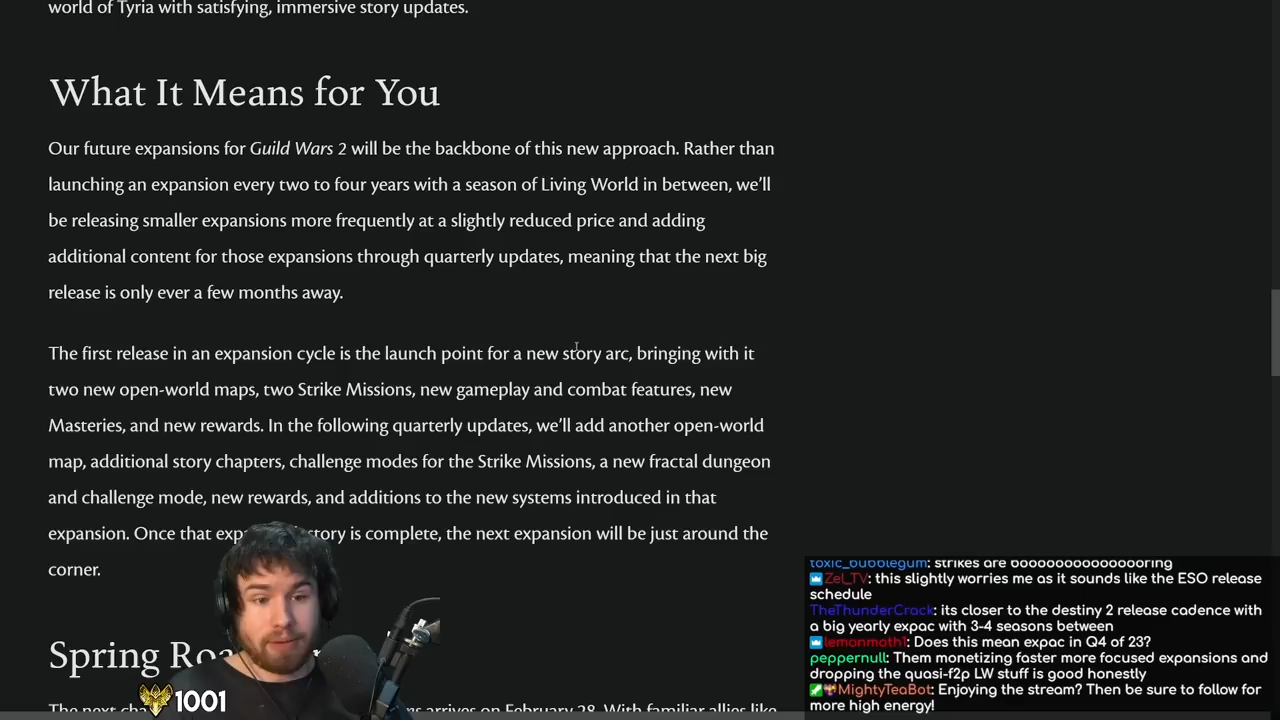 world of Tyria with satisfying, immersive story updates.
What It Means for You
Our future expansions for Guild Wars 2 will be the backbone of this new approach. Rather than
launching an expansion every two to four years with a season of Living World in between, we'll
be releasing smaller expansions more frequently at a slightly reduced price and adding
additional content for those expansions through quarterly updates, meaning that the next big
release is only ever a few months away.
The first release in an expansion cycle is the launch point for a new story arc, bringing with it
two new open-world maps, two Strike Missions, new gameplay and combat features, new
Masteries, and new rewards. In the following quarterly updates, we'll add another open-world
map, additional story chapters, challenge modes for the Strike Missions, a new fractal dungeon
and challenge mode, new rewards, and additions to the new systems introduced in that
expansion. Once that story is complete, the next expansion will be just around the
corner.
Spring
The next arrives on February 28. With familiar allies like
1001
toxic_bubblegum: strikes are booooooooooooooring
Zel_TV: this slightly worries me as it sounds like the ESO release
schedule
TheThunderCrack: its closer to the destiny 2 release cadence with
a big yearly expac with 3-4 seasons between
lemonmoth1: Does this mean expac in Q4 of 23?
peppernull: Them monetizing faster more focused expansions and
dropping the quasi-f2p LW stuff is good honestly
MightyTeaBot: Enjoying the stream? Then be sure to follow for
more high energy!